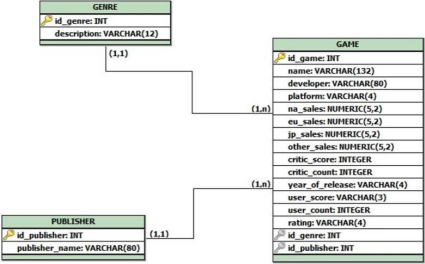 GENRE
id_genre: INT
description: VARCHAR(12)
(1,1)
(1,n)
GAME
id_game: INT
name: VARCHAR(132)
developer: VARCHAR(80)
platform: VARCHAR(4)
na_sales: NUMERIC(5,2)
eu_sales: NUMERIC(5,2)
jp_sales: NUMERIC(5,2)
other_sales: NUMERIC(5,2)
critic_score: INTEGER
critic_count: INTEGER
year_of_release: VARCHAR(4)
user_score: VARCHAR(3)
user_count: INTEGER
rating: VARCHAR(4)
id_genre: INT
id_publisher: INT
(1,n)
(1,1)
PUBLISHER
id_publisher: INT
publisher_name: VARCHAR(80)